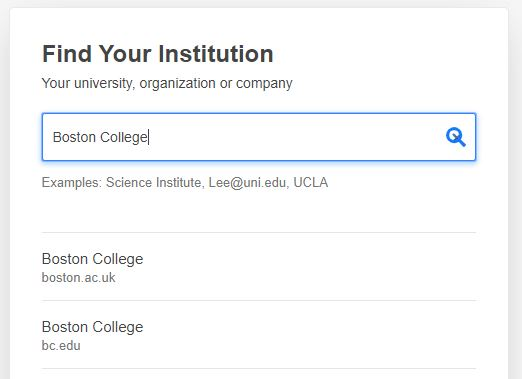 Find Your Institution
Your university, organization or company
Boston College
Examples: Science Institute, Lee@uni.edu, UCLA
Boston College
boston.ac.uk
Boston College
bc.edu